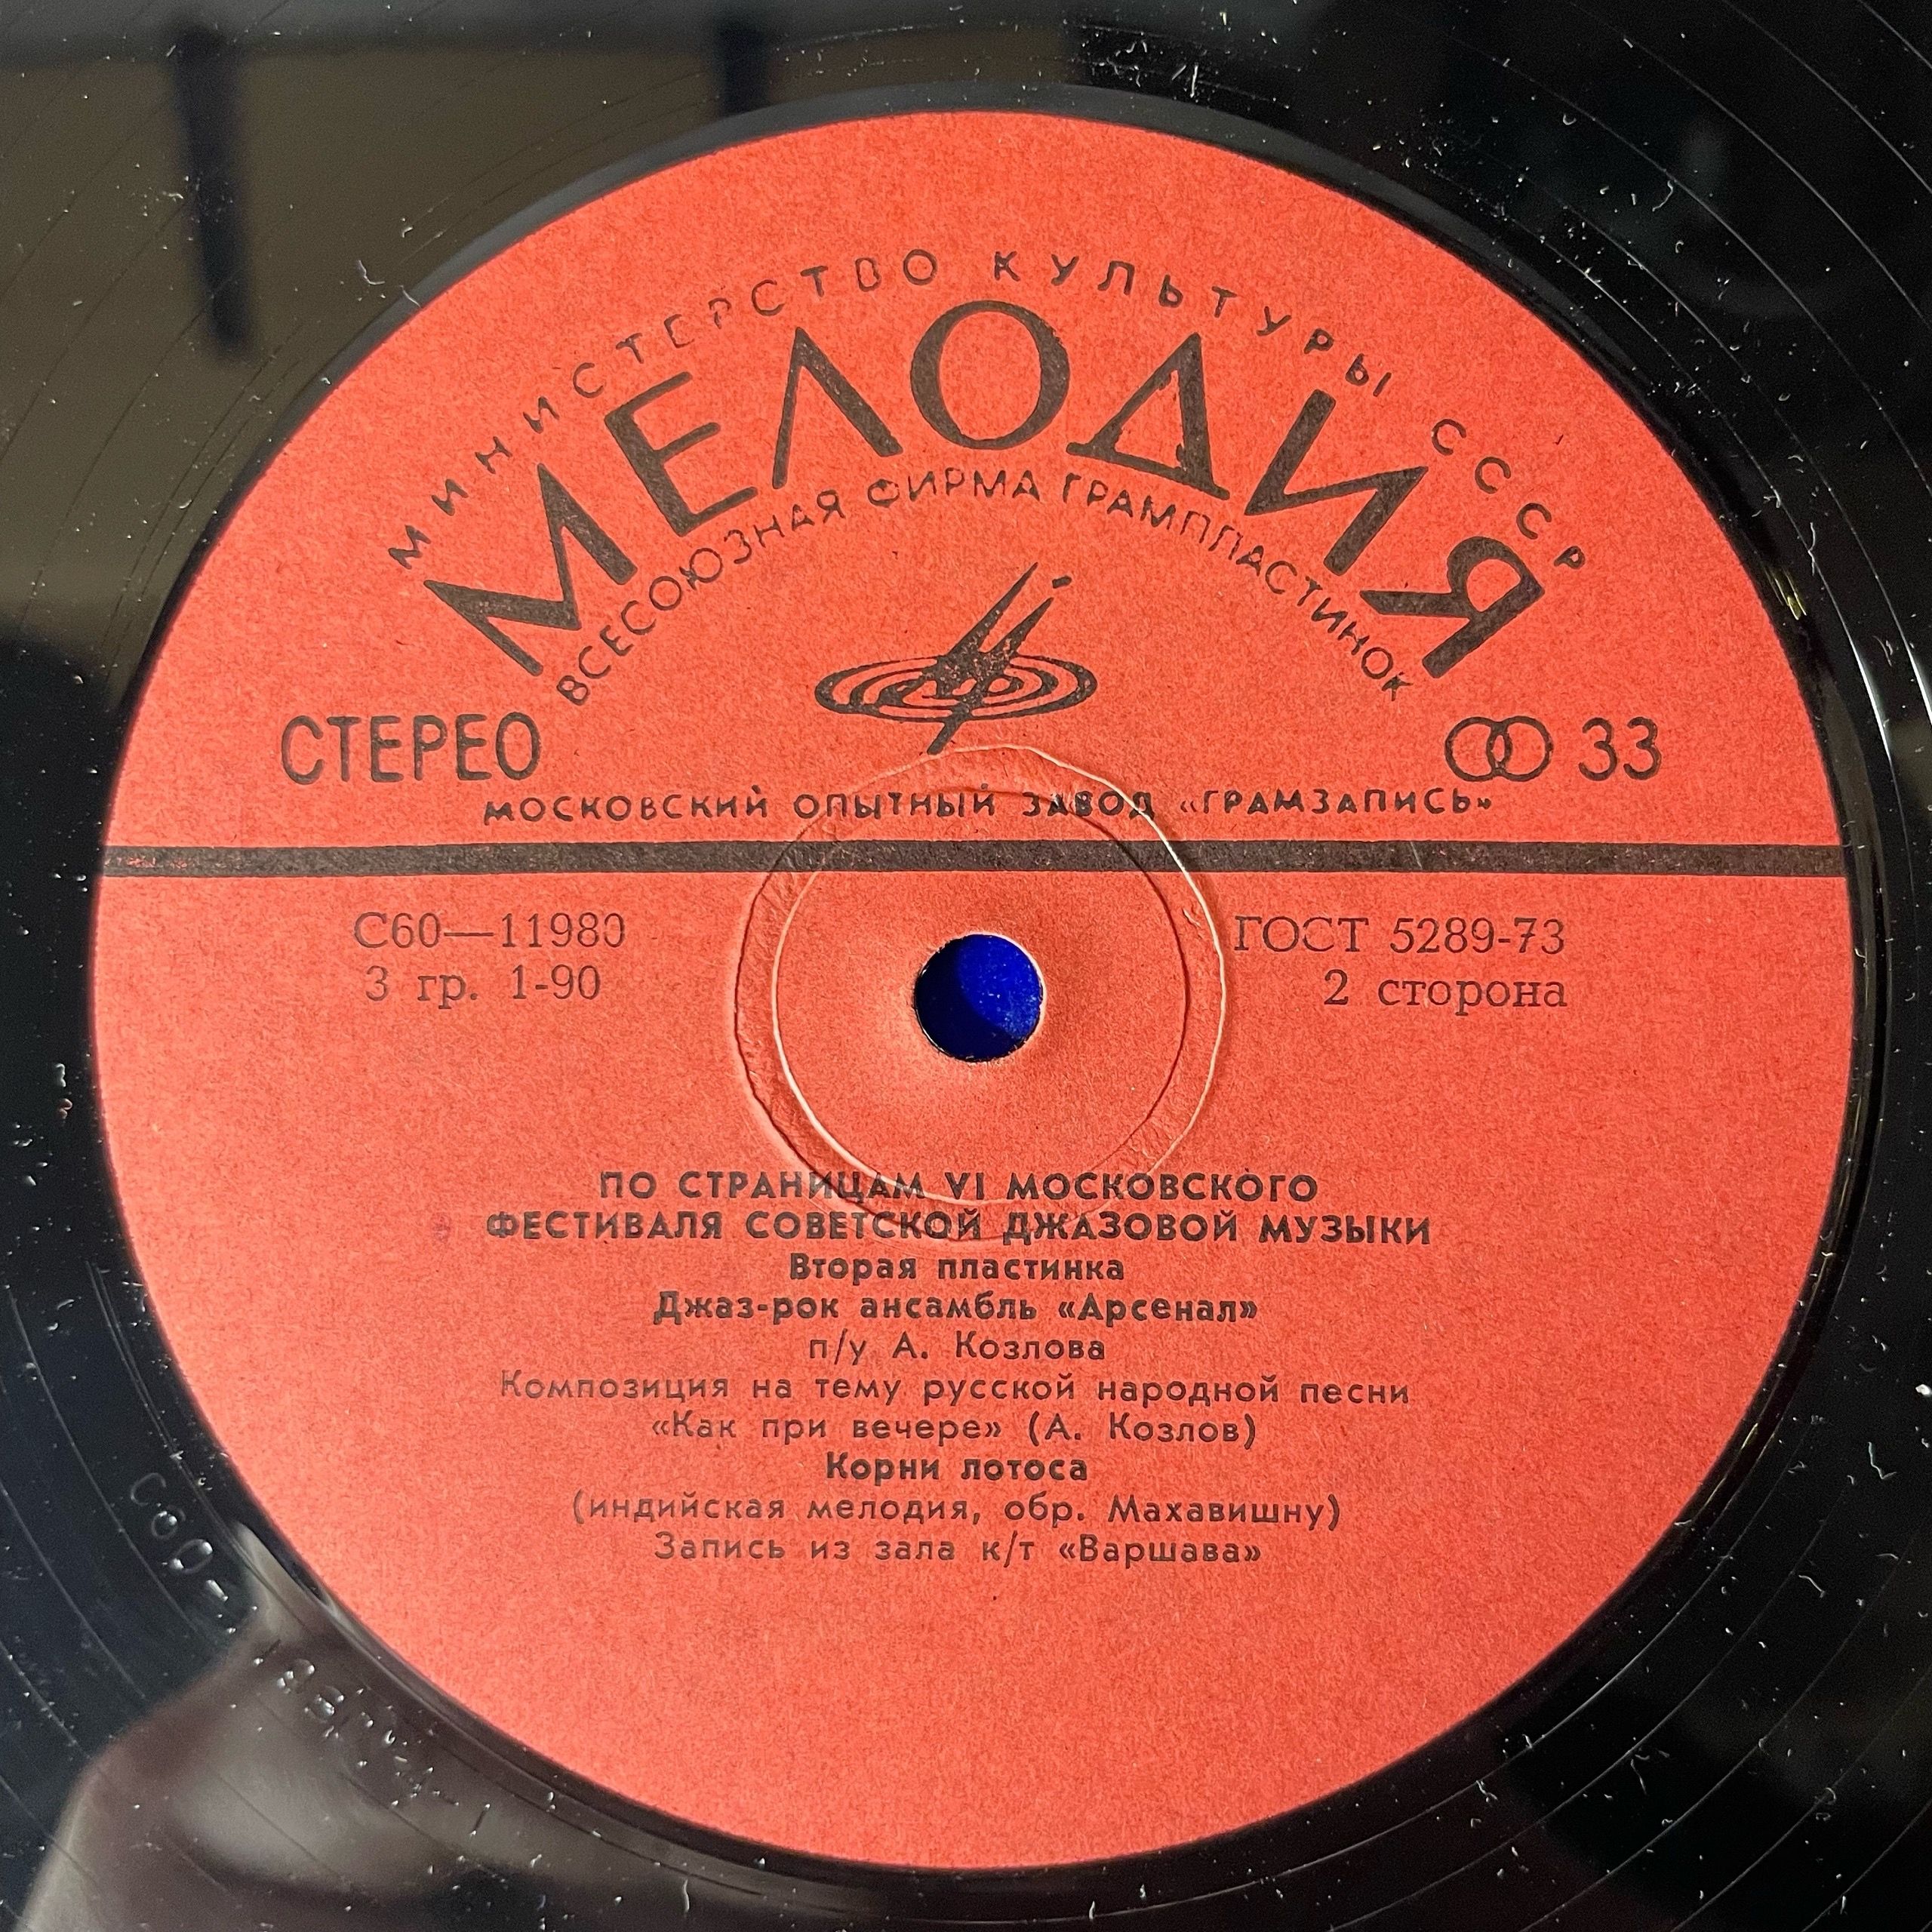 МИНИСТЕРСТВО КУЛЬТУРЫ СССР
МЕЛОДИЯ
ВСЕСОЮЗНАЯ ФИРМА ГРАМПЛАСТИНОК
СТЕРЕО
33
МОСКОВСКИЙ ОПЫТНЫЙ ЗАВОД «ГРАМЗАПИСЬ»
С60—11980
ГОСТ 5289-73
3 гр. 1-90
2 сторона
ПО СТРАНИЦАМ VI МОСКОВСКОГО
ФЕСТИВАЛЯ СОВЕТСКОЙ ДЖАЗОВОЙ МУЗЫКИ
Вторая пластинка
Джаз-рок ансамбль «Арсенал»
п/у А. Козлова
Композиция на тему русской народной песни
«Как при вечере» (А. Козлов)
Корни лотоса
(индийская мелодия, обр. Махавишну)
Запись из зала к/т «Варшава»